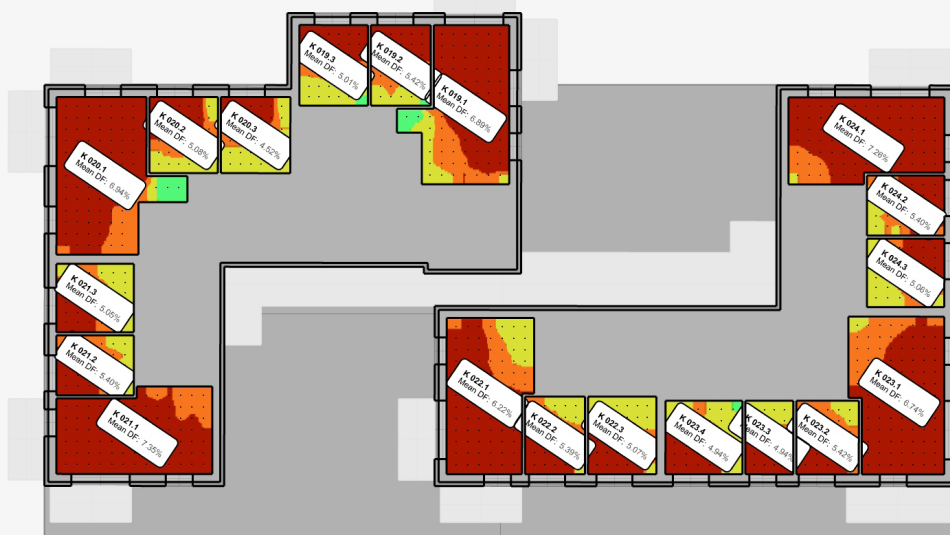 K 019.3
Mean DF: 5.01%
K 019.2
Mean DF: 5.42%
K 019.1
Mean DF: 6.89%
K 020.1
Mean DF: 6.94%
K 020.2
Mean DF: 5.08%
K 020.3
Mean DF: 4.52%
K 024.1
Mean DF: 7.26%
K 024.2
Mean DF: 5.40%
K 024.3
Mean DF: 5.06%
K 021.3
Mean DF: 5.05%
K 021.2
Mean DF: 5.40%
K 021.1
Mean DF: 7.35%
K 022.1
Mean DF: 6.22%
K 022.2
Mean DF: 5.39%
K 022.3
Mean DF: 5.07%
K 023.4
Mean DF: 4.94%
K 023.3
Mean DF: 4.94%
K 023.2
Mean DF: 5.42%
K 023.1
Mean DF: 6.74%